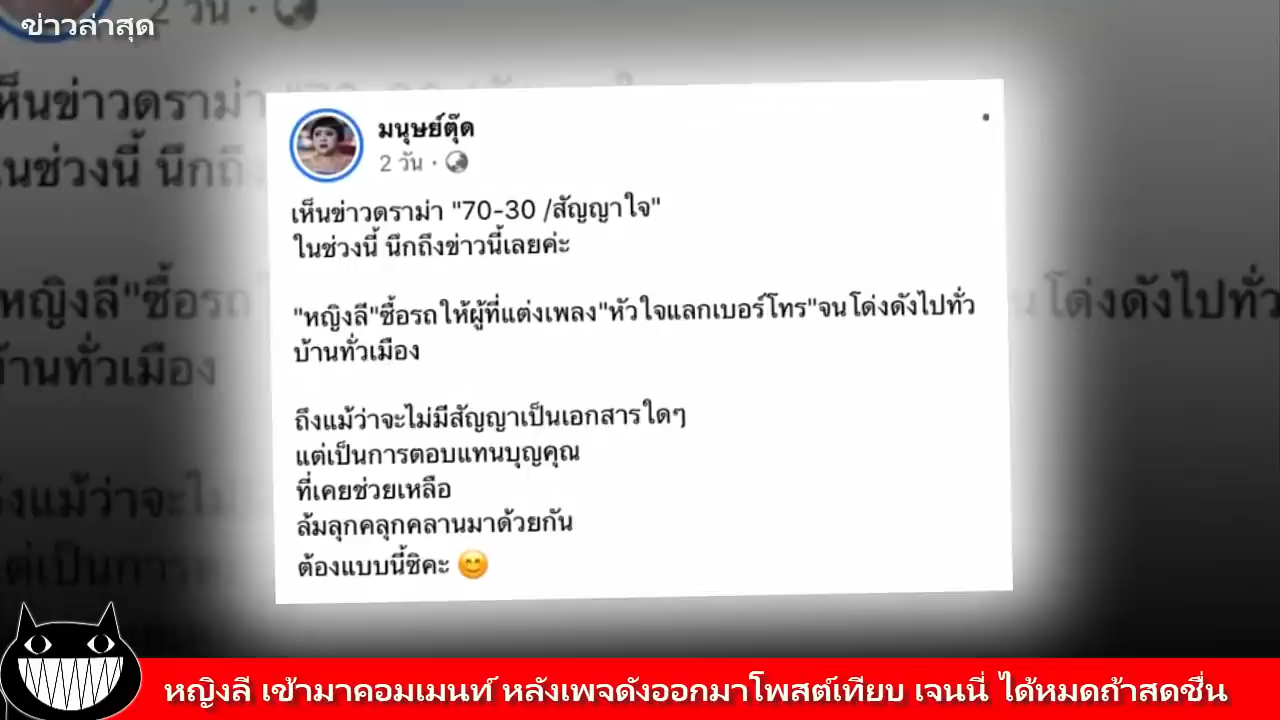 ข่าวล่าสุด
มนุษย์ตุ๊ด
2 วัน ·
เห็นข่าวดราม่า "70-30 /สัญญาใจ"
ในช่วงนี้ นึกถึงข่าวนี้เลยค่ะ
"หญิงลี"ซื้อรถให้ผู้ที่แต่งเพลง"หัวใจแลกเบอร์โทร"จนโด่งดังไปทั่ว
บ้านทั่วเมือง
ถึงแม้ว่าจะไม่มีสัญญาเป็นเอกสารใดๆ
แต่เป็นการตอบแทนบุญคุณ
ที่เคยช่วยเหลือ
ล้มลุกคลุกคลานมาด้วยกัน
ต้องแบบนี้ซิคะ 😊
หญิงลี เข้ามาคอมเมนท์ หลังเพจดังออกมาโพสต์เทียบ เจนนี่ ได้หมดถ้าสดชื่น